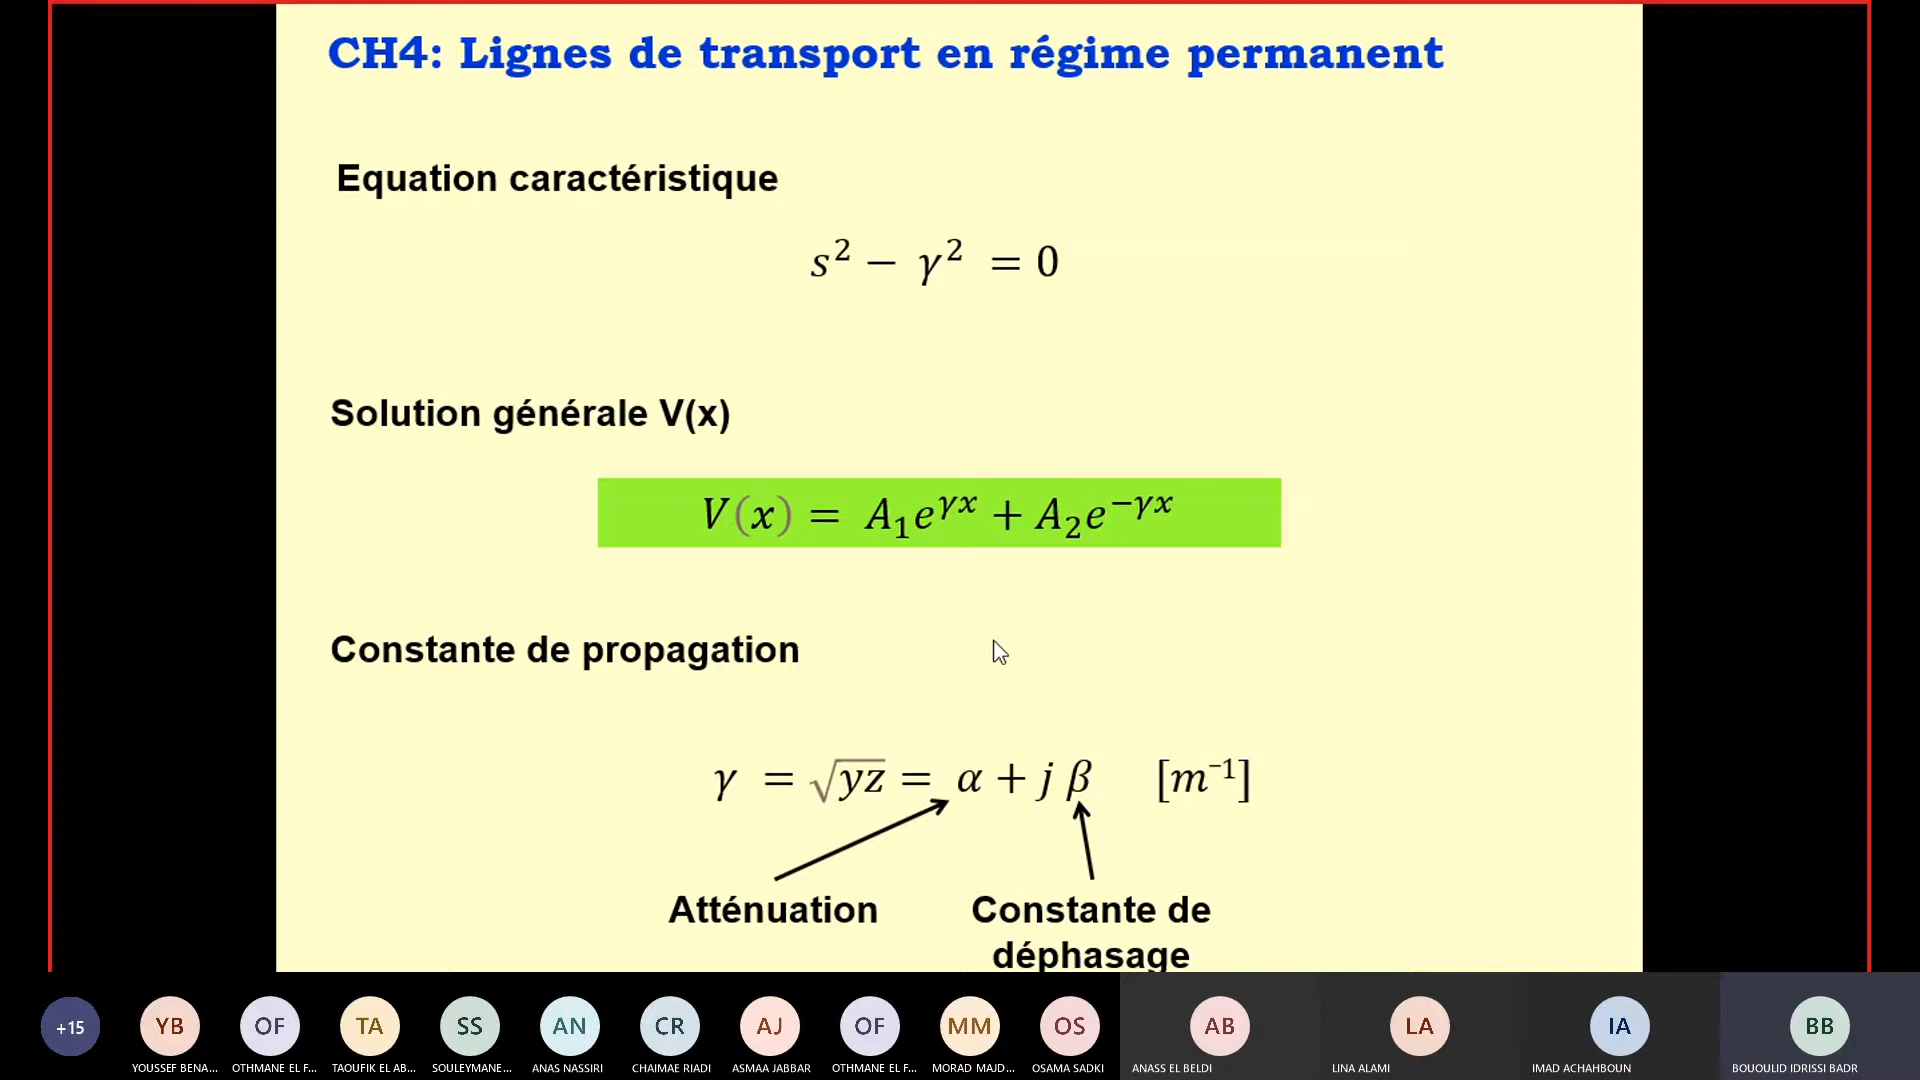 CH4: Lignes de transport en régime permanent
Equation caractéristique
s² − γ² = 0
Solution générale V(x)
V(x) = A₁e^{γx} + A₂e^{−γx}
Constante de propagation
γ = √yz = α + j β [m⁻¹]
Atténuation
Constante de déphasage
+15
YB
OF
TA
SS
AN
CR
AJ
OF
MM
OS
AB
LA
IA
BB
YOUSSEF BENA...
OTHMANE EL F...
TAOUFIK EL AB...
SOULEYMANE...
ANAS NASSIRI
CHAIMAE RIADI
ASMAA JABBAR
OTHMANE EL F...
MORAD MAJD...
OSAMA SADKI
ANASS EL BELDI
LINA ALAMI
IMAD ACHAHBOUN
BOUOULID IDRISSI BADR